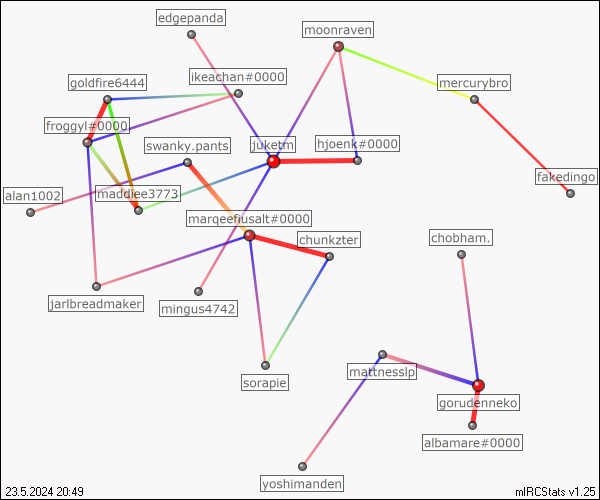 edgepanda
moonraven
goldfire6444
ikeachan#0000
mercurybro
froggyl#0000
swanky.pants
juketm
hjoenk#0000
fakedingo
alan1002
maddlee3773
marqeefiusalt#0000
chunkzter
chobham.
jarlbreadmaker
mingus4742
mattnesslp
sorapie
gorudenneko
albamare#0000
yoshimanden
23.5.2024 20:49
mIRCStats v1.25